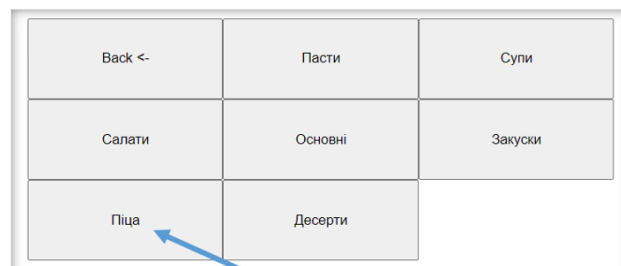 Back <-
Пасти
Супи
Салати
Основні
Закуски
Піца
Десерти